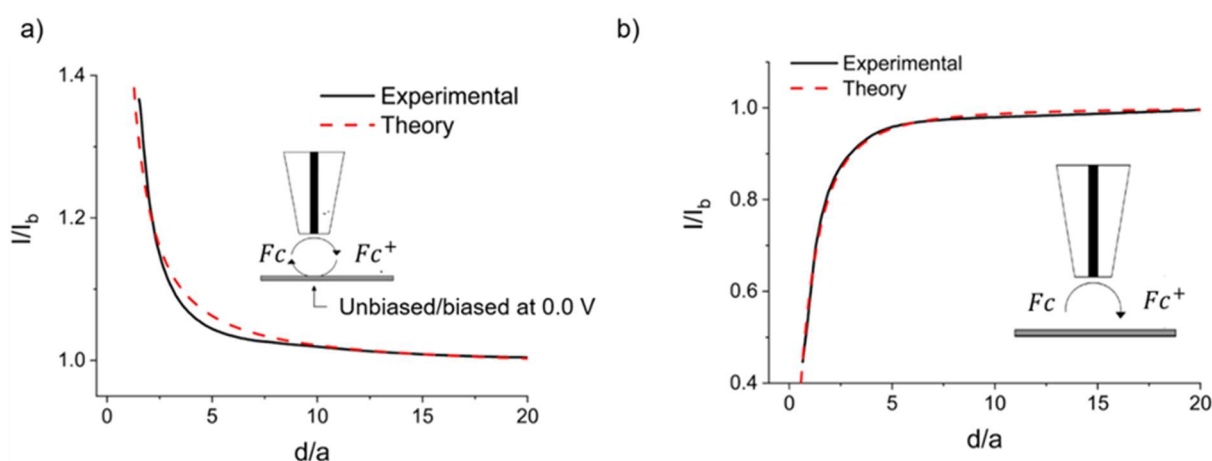 a)
Experimental
Theory
1.4
1.2
1.0
I/I_b
Fc Fc⁺
Unbiased/biased at 0.0 V
0 5 10 15 20
d/a
b)
Experimental
Theory
1.0
0.8
0.6
0.4
I/I_b
Fc Fc⁺
0 5 10 15 20
d/a